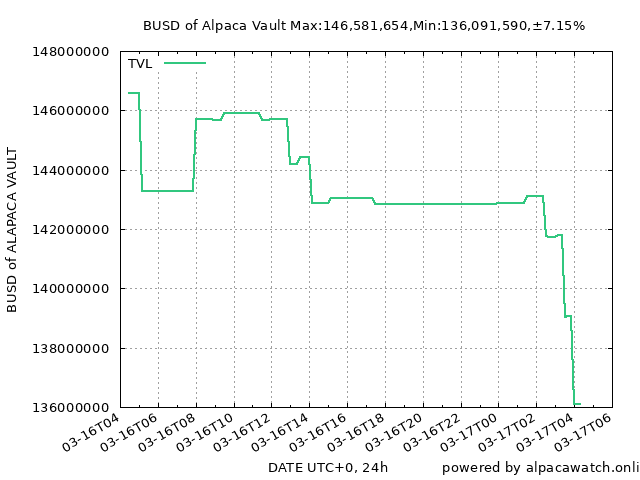 BUSD of Alpaca Vault Max:146,581,654,Min:136,091,590,±7.15%
TVL
148000000
146000000
144000000
142000000
140000000
138000000
136000000
BUSD of ALAPACA VAULT
03-16T04
03-16T06
03-16T08
03-16T10
03-16T12
03-16T14
03-16T16
03-16T18
03-16T20
03-16T22
03-17T00
03-17T02
03-17T04
03-17T06
DATE UTC+0, 24h
powered by alpacawatch.onli